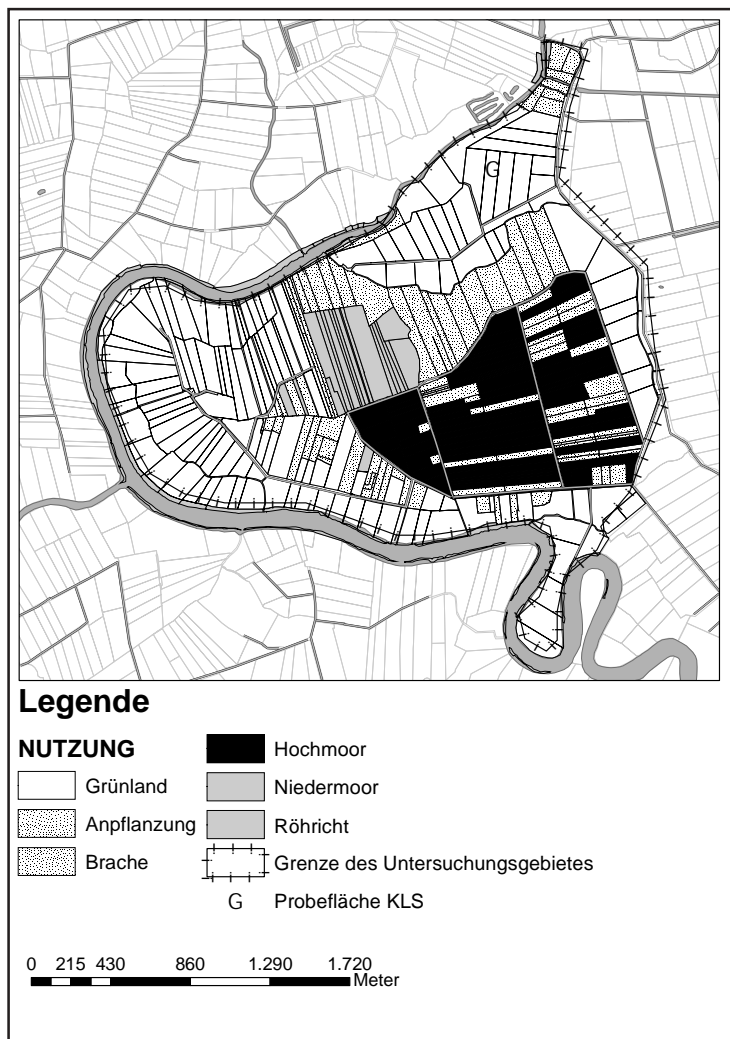 G
Legende
NUTZUNG
Grünland
Anpflanzung
Brache
Hochmoor
Niedermoor
Röhricht
Grenze des Untersuchungsgebietes
G Probefläche KLS
0 215 430 860 1.290 1.720
Meter